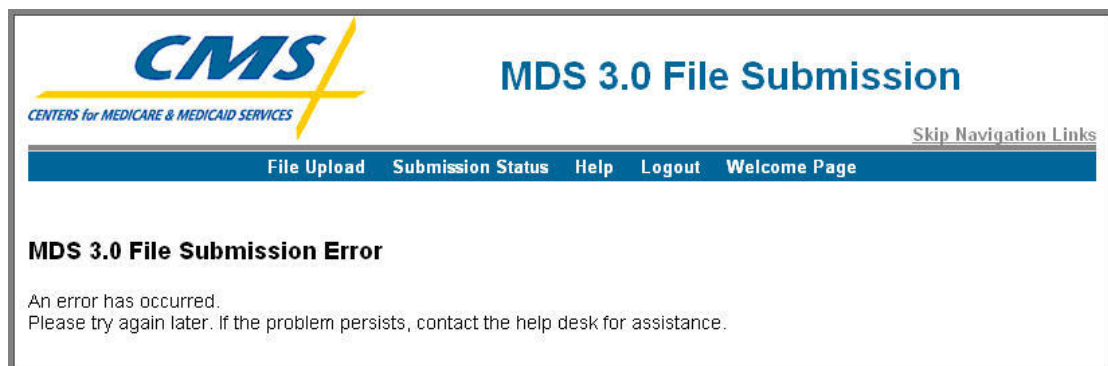 CMS
CENTERS for MEDICARE & MEDICAID SERVICES
MDS 3.0 File Submission
Skip Navigation Links
File Upload Submission Status Help Logout Welcome Page
MDS 3.0 File Submission Error
An error has occurred.
Please try again later. If the problem persists, contact the help desk for assistance.